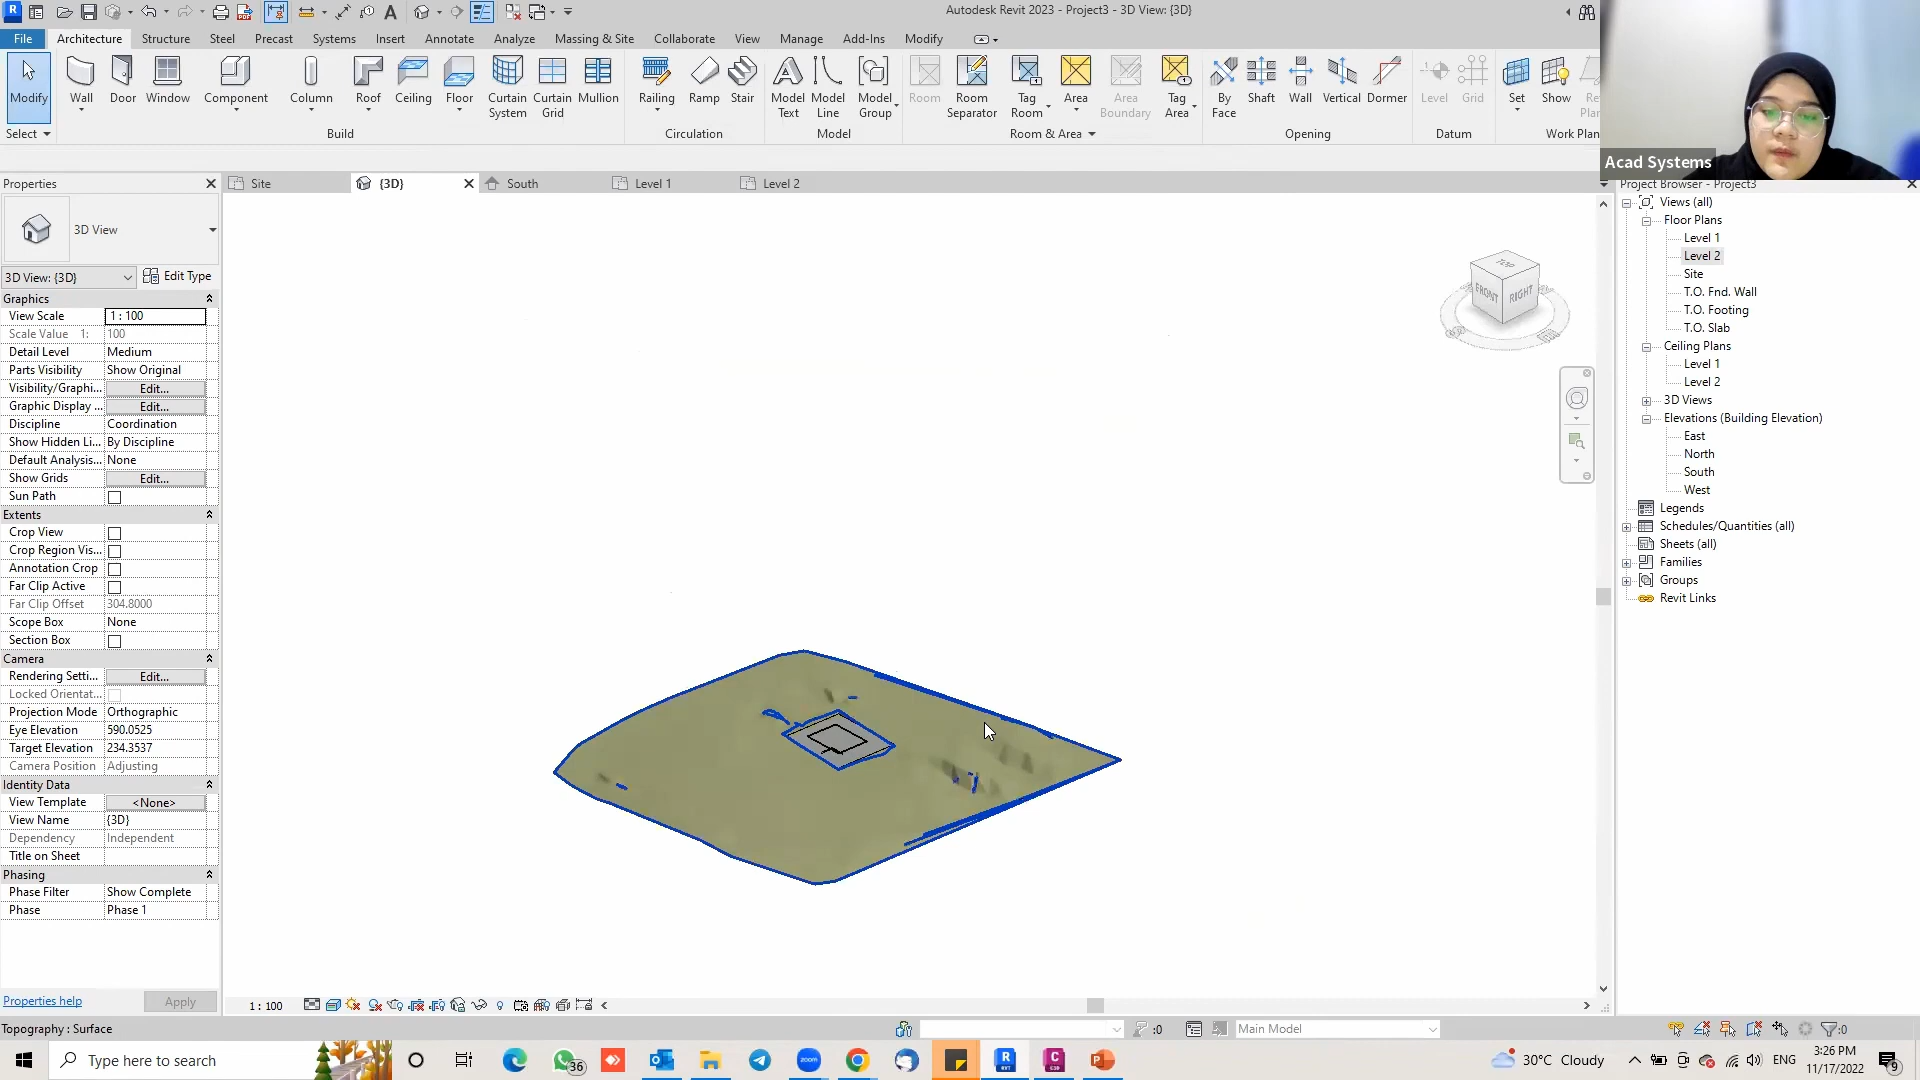 Autodesk Revit 2023 - Project3 - 3D View: {3D}
File Architecture Structure Steel Precast Systems Insert Annotate Analyze Massing & Site Collaborate View Manage Add-Ins Modify
Modify Wall Door Window Component Column Roof Ceiling Floor Curtain System Curtain Grid Mullion Railing Ramp Stair Model Text Model Line Model Group Room Room Separator Tag Room Area Area Boundary Tag Area By Face Shaft Wall Vertical Dormer Level Grid Set Show
Select Build Circulation Model Room & Area Opening Datum Work Plan
Acad Systems
Properties
Site {3D} South Level 1 Level 2
Project Browser - Project3
3D View
3D View: {3D} Edit Type
Graphics
View Scale 1 : 100
Scale Value 1: 100
Detail Level Medium
Parts Visibility Show Original
Visibility/Graphi... Edit...
Graphic Display ... Edit...
Discipline Coordination
Show Hidden Li... By Discipline
Default Analysis... None
Show Grids Edit...
Sun Path
Extents
Crop View
Crop Region Vis...
Annotation Crop
Far Clip Active
Far Clip Offset 304.8000
Scope Box None
Section Box
Camera
Rendering Setti... Edit...
Locked Orientat...
Projection Mode Orthographic
Eye Elevation 590.0525
Target Elevation 234.3537
Camera Position Adjusting
Identity Data
View Template <None>
View Name {3D}
Dependency Independent
Title on Sheet
Phasing
Phase Filter Show Complete
Phase Phase 1
Properties help Apply
TOP
FRONT RIGHT
Views (all)
Floor Plans
Level 1
Level 2
Site
T.O. Fnd. Wall
T.O. Footing
T.O. Slab
Ceiling Plans
Level 1
Level 2
3D Views
Elevations (Building Elevation)
East
North
South
West
Legends
Schedules/Quantities (all)
Sheets (all)
Families
Groups
Revit Links
1 : 100
Topography : Surface :0 Main Model :0
Type here to search 36 zoom 30°C Cloudy ENG 3:26 PM
11/17/2022 9